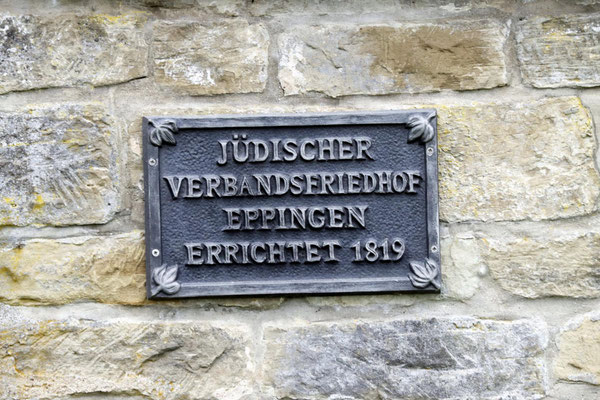 JÜDISCHER
VERBANDSFRIEDHOF
EPPINGEN
ERRICHTET 1819